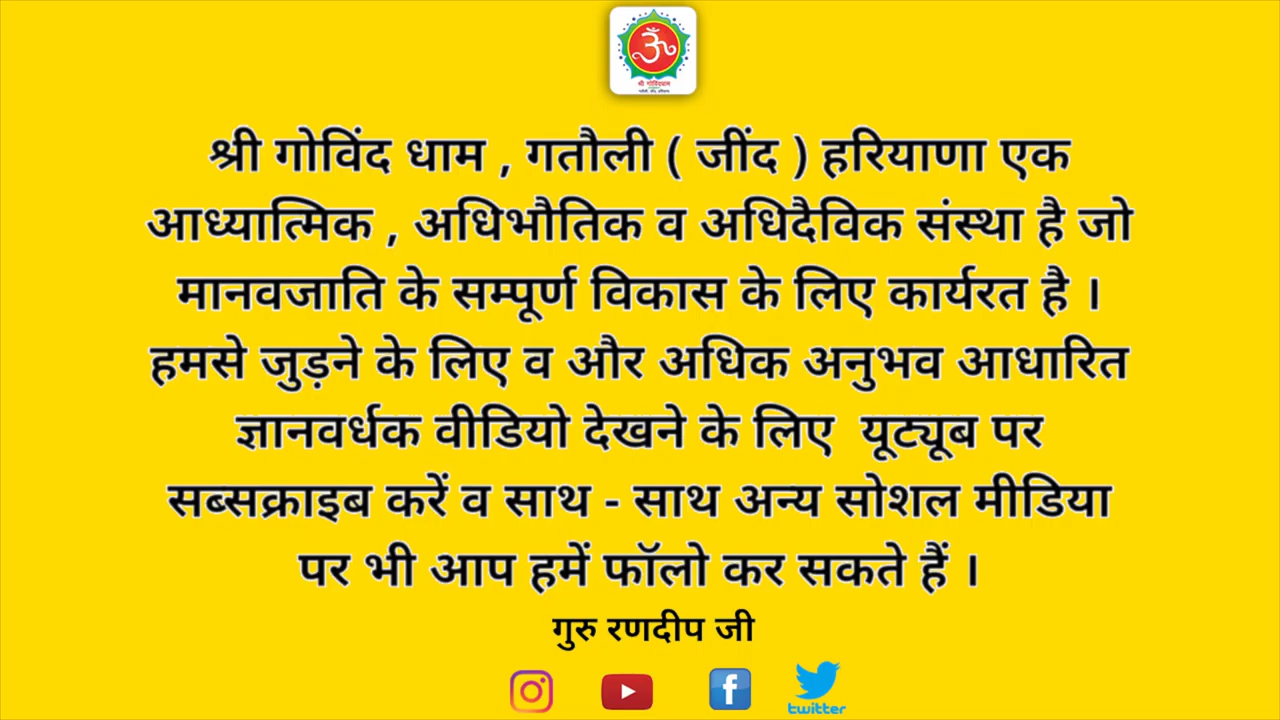 श्री गोविंदधाम
श्री गोविंद धाम , गतौली ( जींद ) हरियाणा एक
आध्यात्मिक , अधिभौतिक व अधिदैविक संस्था है जो
मानवजाति के सम्पूर्ण विकास के लिए कार्यरत है ।
हमसे जुड़ने के लिए व और अधिक अनुभव आधारित
ज्ञानवर्धक वीडियो देखने के लिए यूट्यूब पर
सब्सक्राइब करें व साथ - साथ अन्य सोशल मीडिया
पर भी आप हमें फॉलो कर सकते हैं ।
गुरु रणदीप जी
twitter